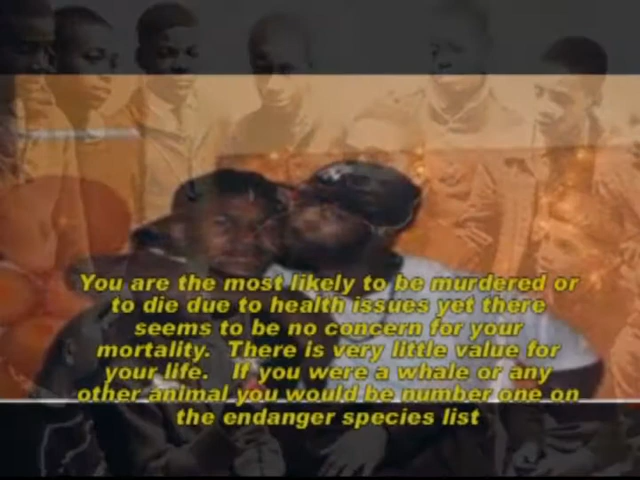 You are the most likely to be murdered or
to die due to health issues yet there
seems to be no concern for your
mortality. There is very little value for
your life. If you were a whale or any
other animal you would be number one on
the endanger species list